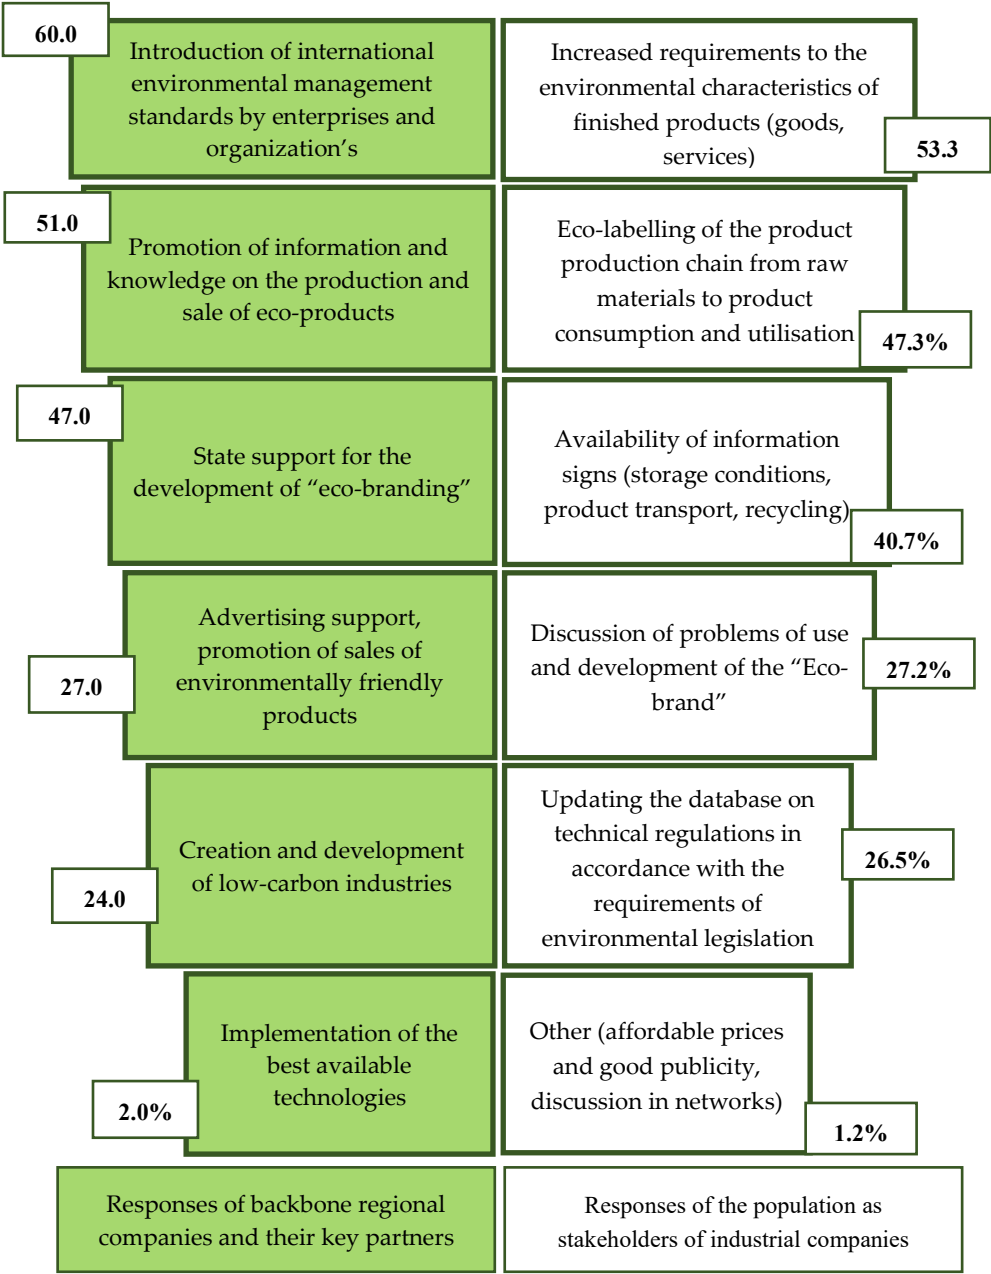 60.0
Introduction of international
environmental management
standards by enterprises and
organization’s
Increased requirements to the
environmental characteristics of
finished products (goods,
services)
53.3
51.0
Promotion of information and
knowledge on the production and
sale of eco-products
Eco-labelling of the product
production chain from raw
materials to product
consumption and utilisation
47.3%
47.0
State support for the
development of “eco-branding”
Availability of information
signs (storage conditions,
product transport, recycling)
40.7%
27.0
Advertising support,
promotion of sales of
environmentally friendly
products
Discussion of problems of use
and development of the “Eco-
brand”
27.2%
24.0
Creation and development
of low-carbon industries
Updating the database on
technical regulations in
accordance with the
requirements of
environmental legislation
26.5%
2.0%
Implementation of the
best available
technologies
Other (affordable prices
and good publicity,
discussion in networks)
1.2%
Responses of backbone regional
companies and their key partners
Responses of the population as
stakeholders of industrial companies